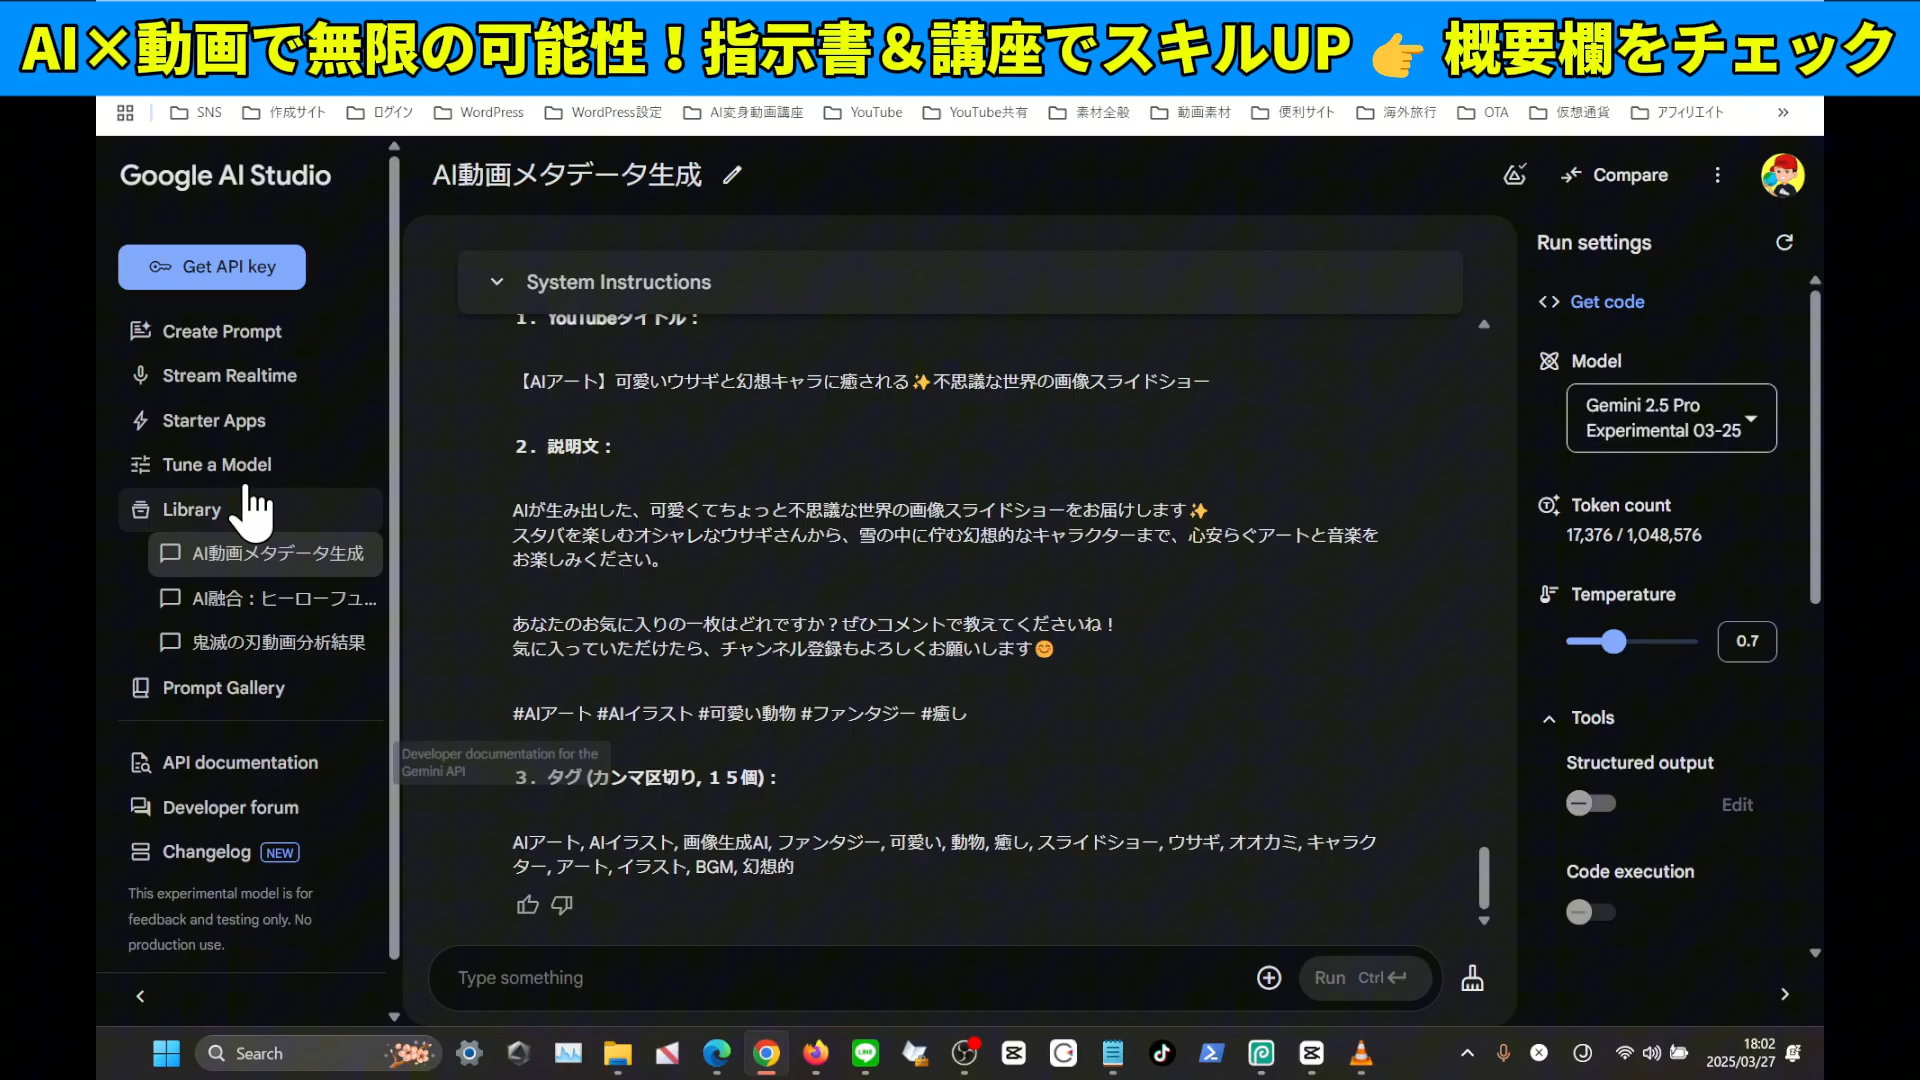 AI×動画で無限の可能性！指示書＆講座でスキルUP 👉 概要欄をチェック
SNS 作成サイト ログイン WordPress WordPress設定 AI変身動画講座 YouTube YouTube共有 素材全般 動画素材 便利サイト 海外旅行 OTA 仮想通貨 アフィリエイト »
Google AI Studio
Get API key
Create Prompt
Stream Realtime
Starter Apps
Tune a Model
Library
AI動画メタデータ生成
AI融合：ヒーローフュ...
鬼滅の刃動画分析結果
Prompt Gallery
API documentation
Developer forum
Changelog NEW
This experimental model is for
feedback and testing only. No
production use.
AI動画メタデータ生成
Compare
System Instructions
1. YouTubeタイトル：
【AIアート】可愛いウサギと幻想キャラに癒される✨不思議な世界の画像スライドショー
2. 説明文：
AIが生み出した、可愛くてちょっと不思議な世界の画像スライドショーをお届けします✨
スタバを楽しむオシャレなウサギさんから、雪の中に佇む幻想的なキャラクターまで、心安らぐアートと音楽を
お楽しみください。
あなたのお気に入りの一枚はどれですか？ぜひコメントで教えてくださいね！
気に入っていただけたら、チャンネル登録もよろしくお願いします😊
#AIアート #AIイラスト #可愛い動物 #ファンタジー #癒し
Developer documentation for the
Gemini API
3. タグ (カンマ区切り, １５個)：
AIアート, AIイラスト, 画像生成AI, ファンタジー, 可愛い, 動物, 癒し, スライドショー, ウサギ, オオカミ, キャラク
ター, アート, イラスト, BGM, 幻想的
Type something
Run Ctrl
Run settings
Get code
Model
Gemini 2.5 Pro
Experimental 03-25
Token count
17,376 / 1,048,576
Temperature
0.7
Tools
Structured output
Edit
Code execution
Search
18:02
2025/03/27